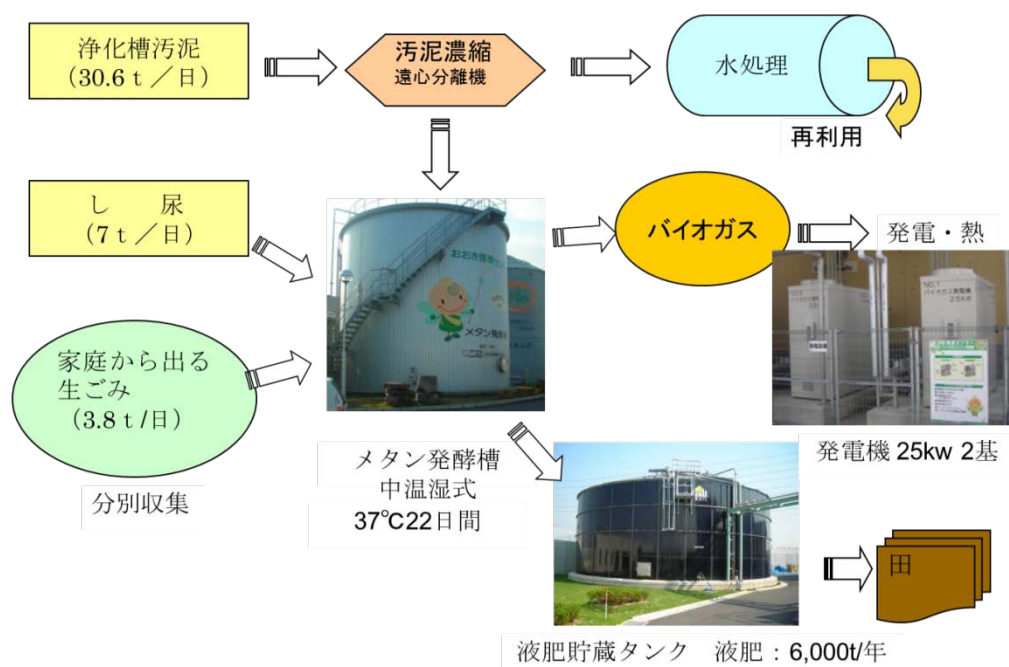 浄化槽汚泥
（30.6ｔ／日）
汚泥濃縮
遠心分離機
水処理
再利用
し　尿
（7ｔ／日）
バイオガス
発電・熱
家庭から出る
生ごみ
（3.8ｔ/日）
分別収集
メタン発酵槽
中温湿式
37℃22日間
発電機 25kw 2基
田
液肥貯蔵タンク　液肥：6,000t/年